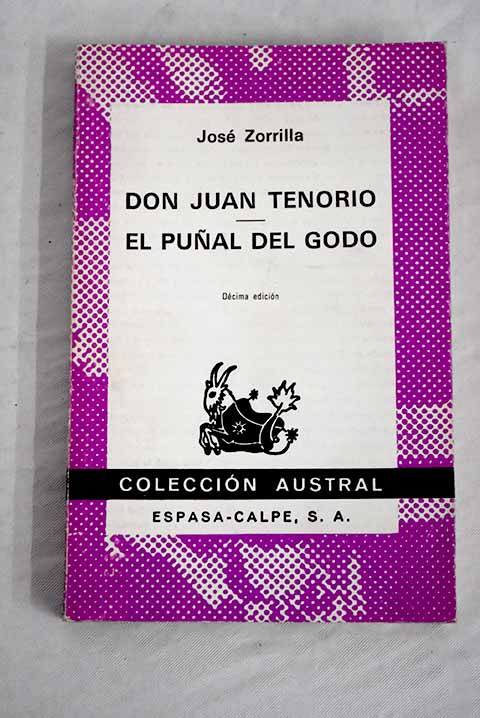 José Zorrilla
DON JUAN TENORIO
EL PUÑAL DEL GODO
Décima edición
COLECCIÓN AUSTRAL
ESPASA-CALPE, S. A.